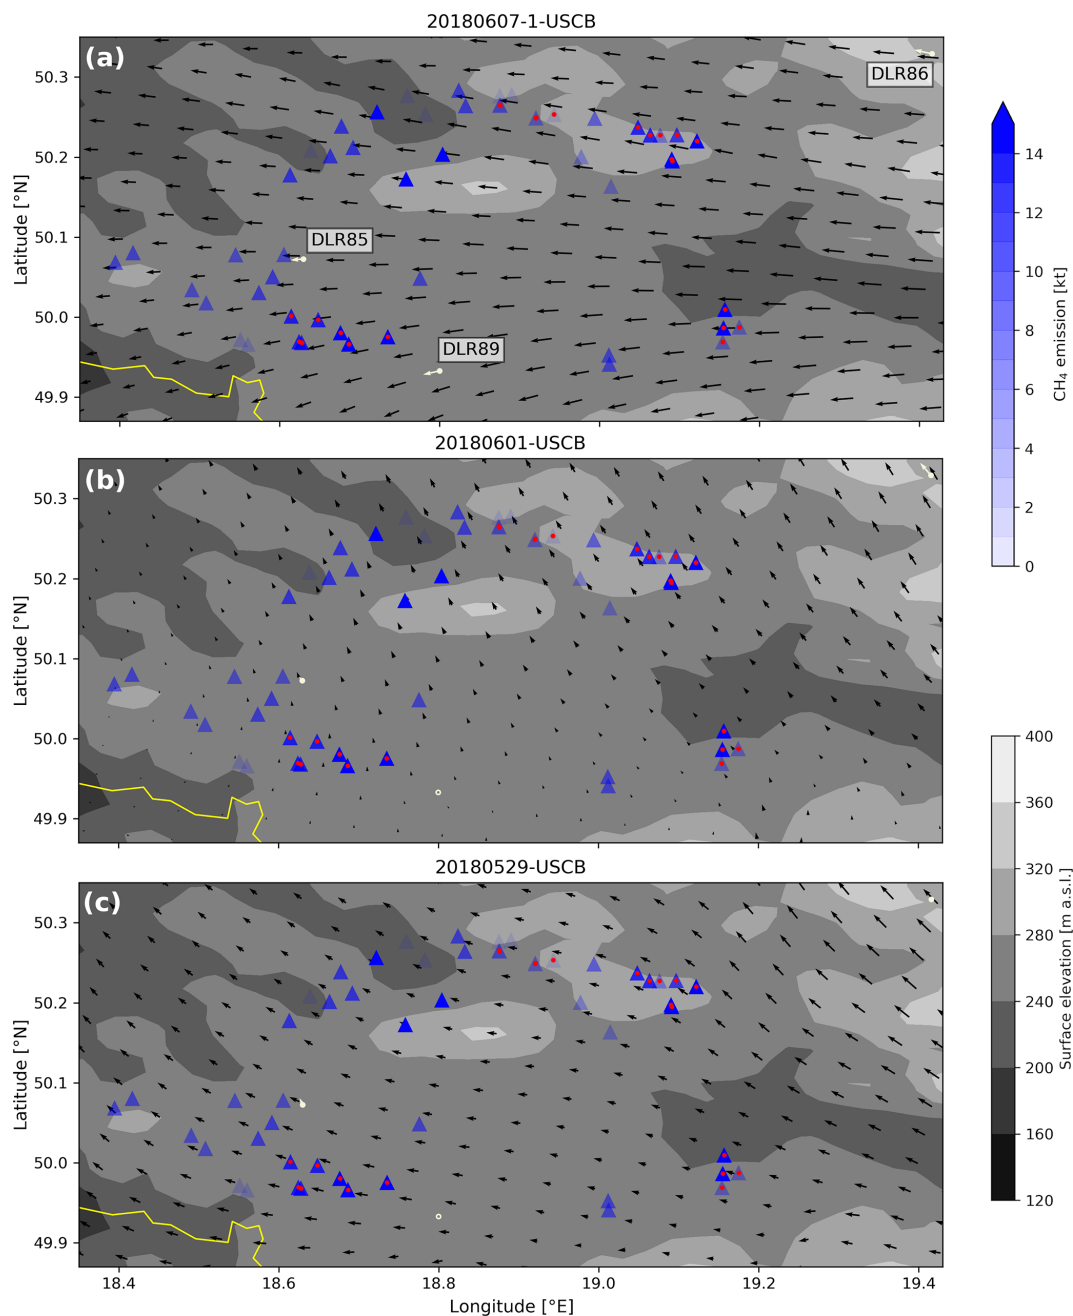 20180607-1-USCB
(a)
DLR86
DLR85
DLR89
50.3
50.2
50.1
50.0
49.9
Latitude [°N]
20180601-USCB
(b)
50.3
50.2
50.1
50.0
49.9
Latitude [°N]
20180529-USCB
(c)
50.3
50.2
50.1
50.0
49.9
Latitude [°N]
18.4 18.6 18.8 19.0 19.2 19.4
Longitude [°E]
14
12
10
8
6
4
2
0
CH₄ emission [kt]
400
360
320
280
240
200
160
120
Surface elevation [m a.s.l.]